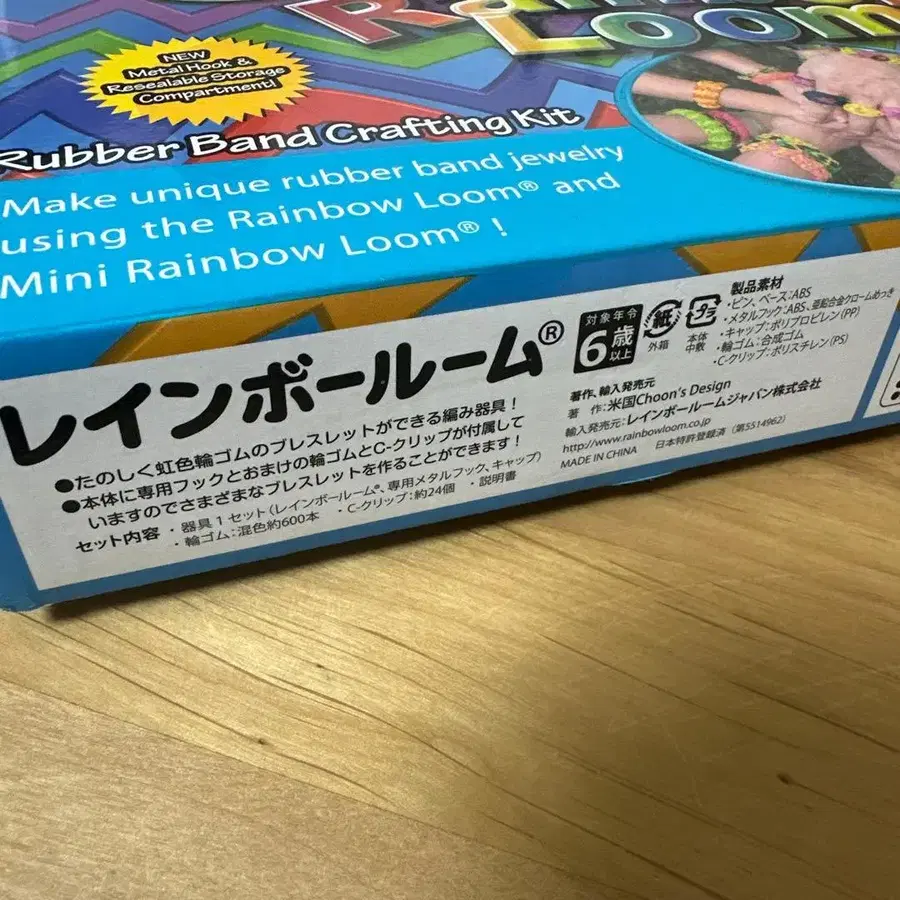 Rainbow
Loom
NEW
Metal Hook &
Resealable Storage
Compartment!
Rubber Band Crafting Kit
Make unique rubber band jewelry
using the Rainbow Loom® and
Mini Rainbow Loom® !
レインボールーム®
●たのしく虹色輪ゴムのブレスレットができる編み器具!
●本体に専用フックとおまけの輪ゴムとC-クリップが付属して
いますのでさまざまなブレスレットを作ることができます!
セット内容 ・器具1セット(レインボールーム®、専用メタルフック、キャップ)
・輪ゴム:混色約600本 ・C-クリップ:約24個 ・説明書
対象年令
6歳以上
紙
外箱
プラ
本体
中敷
製品素材
・ピン、ベース:ABS
・メタルフック:ABS、亜鉛合金クロームめっき
・キャップ:ポリプロピレン(PP)
・輪ゴム:合成ゴム
・C-クリップ:ポリスチレン(PS)
著作、輸入発売元
著 作:米国Choon's Design
輸入発売元:レインボールームジャパン株式会社
http://www.rainbowloom.co.jp
MADE IN CHINA 日本特許登録済 (第5514962)